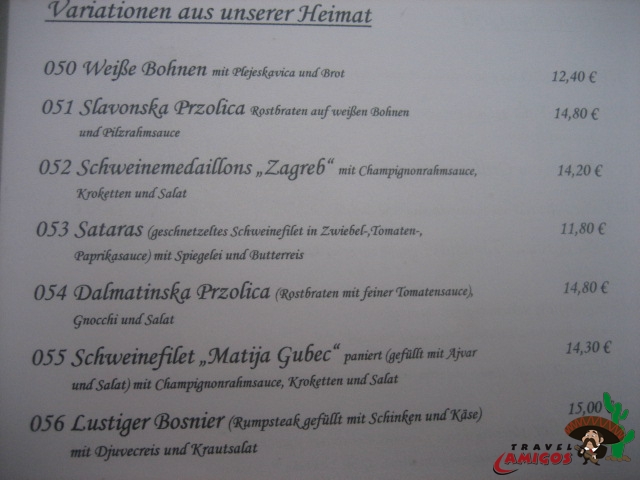 Variationen aus unserer Heimat
050 Weiße Bohnen mit Plejeskavica und Brot 12,40 €
051 Slavonska Przolica Rostbraten auf weißen Bohnen 14,80 €
und Pilzrahmsauce
052 Schweinemedaillons „Zagreb“ mit Champignonrahmsauce, 14,20 €
Kroketten und Salat
053 Sataras (geschnetzeltes Schweinefilet in Zwiebel-,Tomaten-, 11,80 €
Paprikasauce) mit Spiegelei und Butterreis
054 Dalmatinska Przolica (Rostbraten mit feiner Tomatensauce), 14,80 €
Gnocchi und Salat
055 Schweinefilet „Matija Gubec“ paniert (gefüllt mit Ajvar 14,30 €
und Salat) mit Champignonrahmsauce, Kroketten und Salat
056 Lustiger Bosnier (Rumpsteak gefüllt mit Schinken und Käse) 15,00
mit Djuvecreis und Krautsalat
TRAVEL
AMIGOS